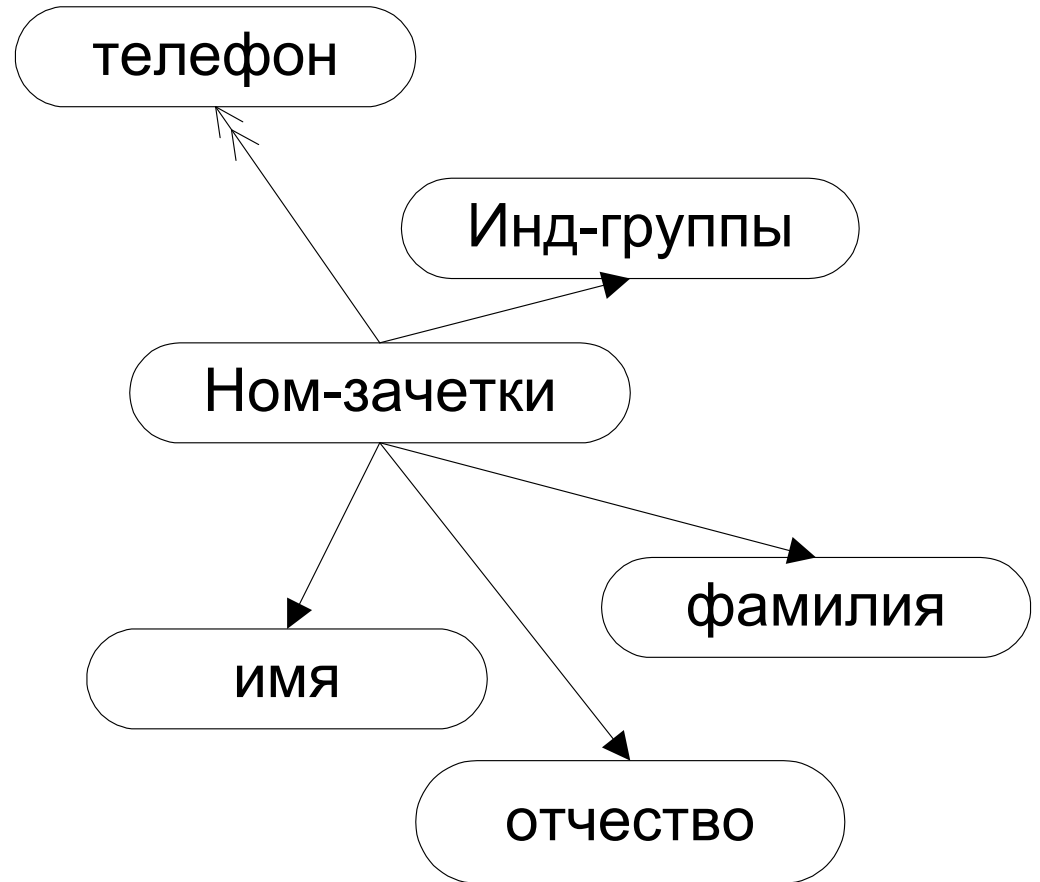 телефон
Инд-группы
Ном-зачетки
фамилия
имя
отчество